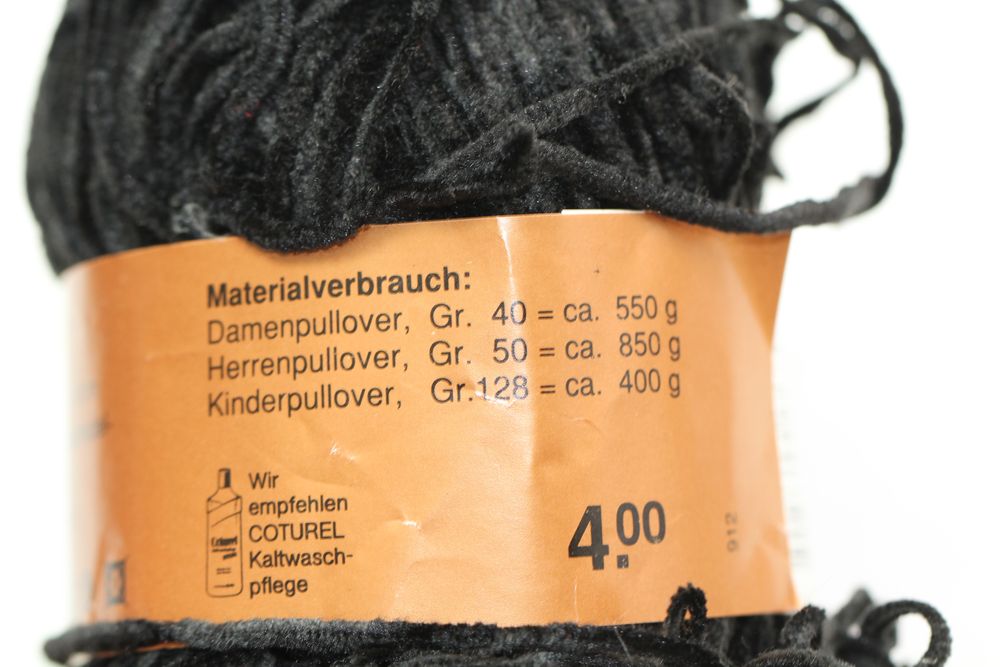 Materialverbrauch:
Damenpullover, Gr. 40 = ca. 550 g
Herrenpullover, Gr. 50 = ca. 850 g
Kinderpullover, Gr.128 = ca. 400 g
Wir
empfehlen
COTUREL
Kaltwasch-
pflege
4.00
912